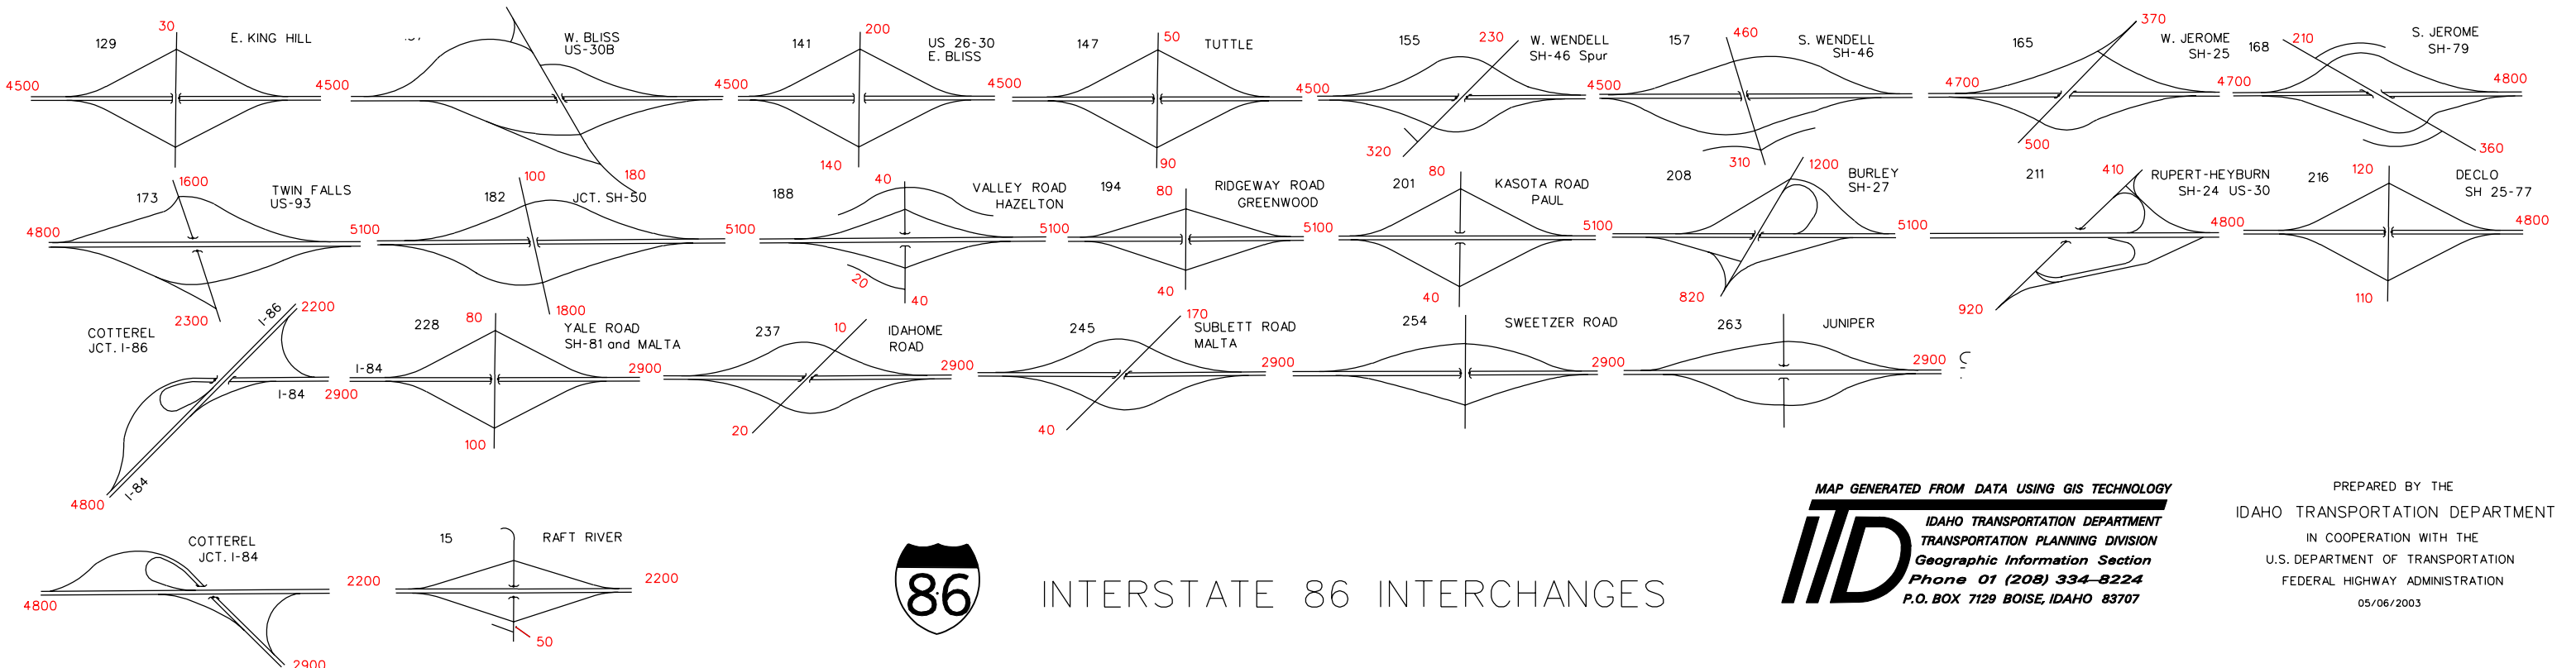 30
129
E. KING HILL
4500
4500
W. BLISS
US-30B
180
141
200
US 26-30
E. BLISS
4500
140
4500
147
50
TUTTLE
90
4500
155
230
W. WENDELL
SH-46 Spur
320
4500
157
460
S. WENDELL
SH-46
310
165
370
W. JEROME
SH-25
4700
500
4700
168
210
S. JEROME
SH-79
4800
360
173
1600
TWIN FALLS
US-93
4800
2300
5100
182
100
JCT. SH-50
1800
5100
188
40
VALLEY ROAD
HAZELTON
20
40
5100
194
80
RIDGEWAY ROAD
GREENWOOD
40
5100
201
80
KASOTA ROAD
PAUL
40
5100
208
1200
BURLEY
SH-27
820
5100
211
410
RUPERT-HEYBURN
SH-24 US-30
920
4800
216
120
DECLO
SH 25-77
4800
110
COTTEREL
JCT. I-86
I-86
2200
I-84
2900
4800
I-84
228
80
YALE ROAD
SH-81 and MALTA
I-84
2900
100
237
10
IDAHOME
ROAD
2900
20
245
170
SUBLETT ROAD
MALTA
2900
40
254
SWEETZER ROAD
2900
263
JUNIPER
2900
COTTEREL
JCT. I-84
4800
2200
2900
15
RAFT RIVER
2200
50
86
INTERSTATE 86 INTERCHANGES
MAP GENERATED FROM DATA USING GIS TECHNOLOGY
ITD
IDAHO TRANSPORTATION DEPARTMENT
TRANSPORTATION PLANNING DIVISION
Geographic Information Section
Phone 01 (208) 334-8224
P.O. BOX 7129 BOISE, IDAHO 83707
PREPARED BY THE
IDAHO TRANSPORTATION DEPARTMENT
IN COOPERATION WITH THE
U.S. DEPARTMENT OF TRANSPORTATION
FEDERAL HIGHWAY ADMINISTRATION
05/06/2003